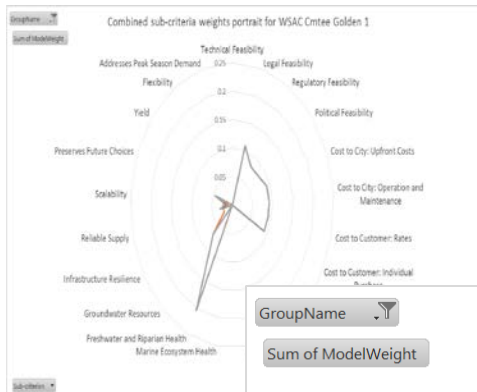 GroupName
Sum of ModelWeight
Combined sub-criteria weights portrait for WSAC Cmtee Golden 1
Technical Feasibility
0.25
Legal Feasibility
Addresses Peak Season Demand
Regulatory Feasibility
Flexibility
0.2
Political Feasibility
Yield
0.15
Preserves Future Choices
0.1
Cost to City: Upfront Costs
0.05
Scalability
Cost to City: Operation and
Maintenance
Reliable Supply
Cost to Customer: Rates
Infrastructure Resilience
Cost to Customer: Individual
Groundwater Resources
Freshwater and Riparian Health
Marine Ecosystem Health
Sub-criterion
GroupName
Sum of ModelWeight